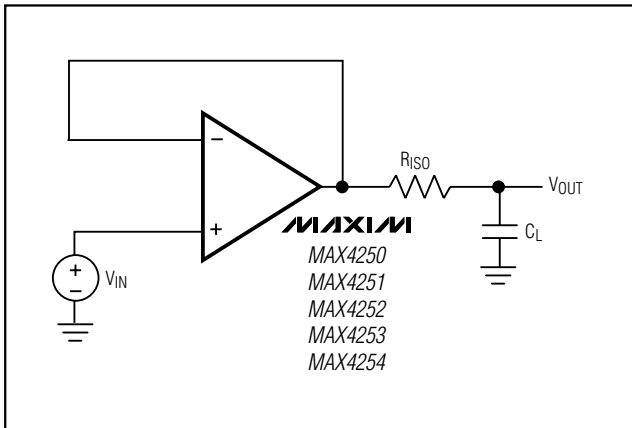 −
+
R_ISO
V_OUT
C_L
+
−
V_IN
MAXIM
MAX4250
MAX4251
MAX4252
MAX4253
MAX4254